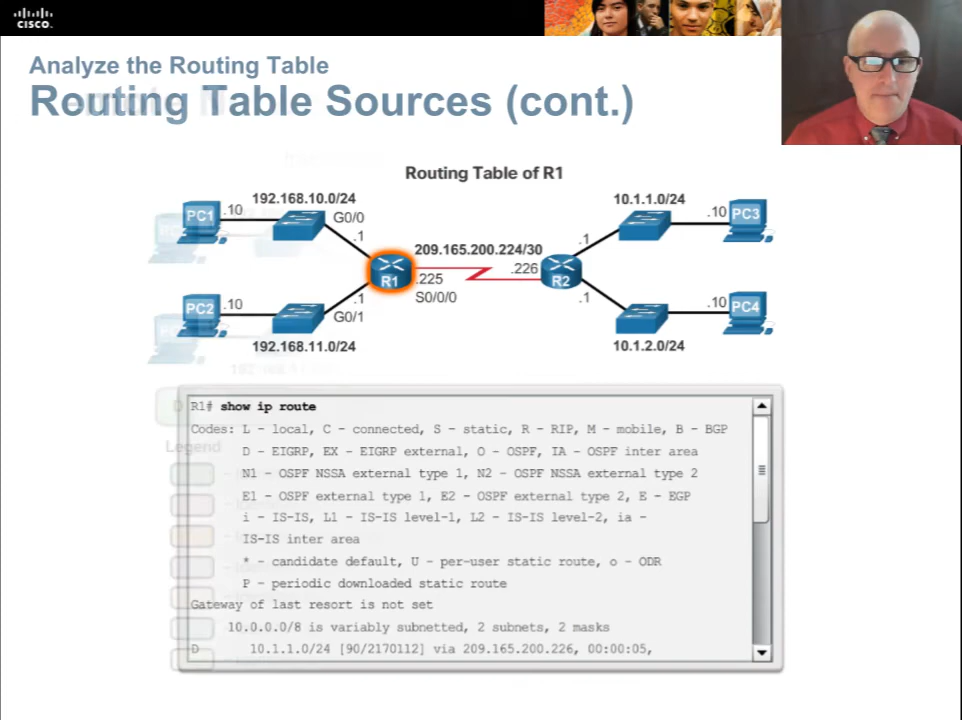 CISCO
Analyze the Routing Table
Routing Table Sources (cont.)
Routing Table of R1
192.168.10.0/24
10.1.1.0/24
PC1
.10
G0/0
.1
.10
PC3
209.165.200.224/30
.1
R1
.225
.226
R2
S0/0/0
PC2
.10
.1
G0/1
.1
.10
PC4
192.168.11.0/24
10.1.2.0/24
R1# show ip route
Codes: L - local, C - connected, S - static, R - RIP, M - mobile, B - BGP
D - EIGRP, EX - EIGRP external, O - OSPF, IA - OSPF inter area
N1 - OSPF NSSA external type 1, N2 - OSPF NSSA external type 2
E1 - OSPF external type 1, E2 - OSPF external type 2, E - EGP
i - IS-IS, L1 - IS-IS level-1, L2 - IS-IS level-2, ia -
IS-IS inter area
* - candidate default, U - per-user static route, o - ODR
P - periodic downloaded static route
Gateway of last resort is not set
10.0.0.0/8 is variably subnetted, 2 subnets, 2 masks
D 10.1.1.0/24 [90/2170112] via 209.165.200.226, 00:00:05,
Legend